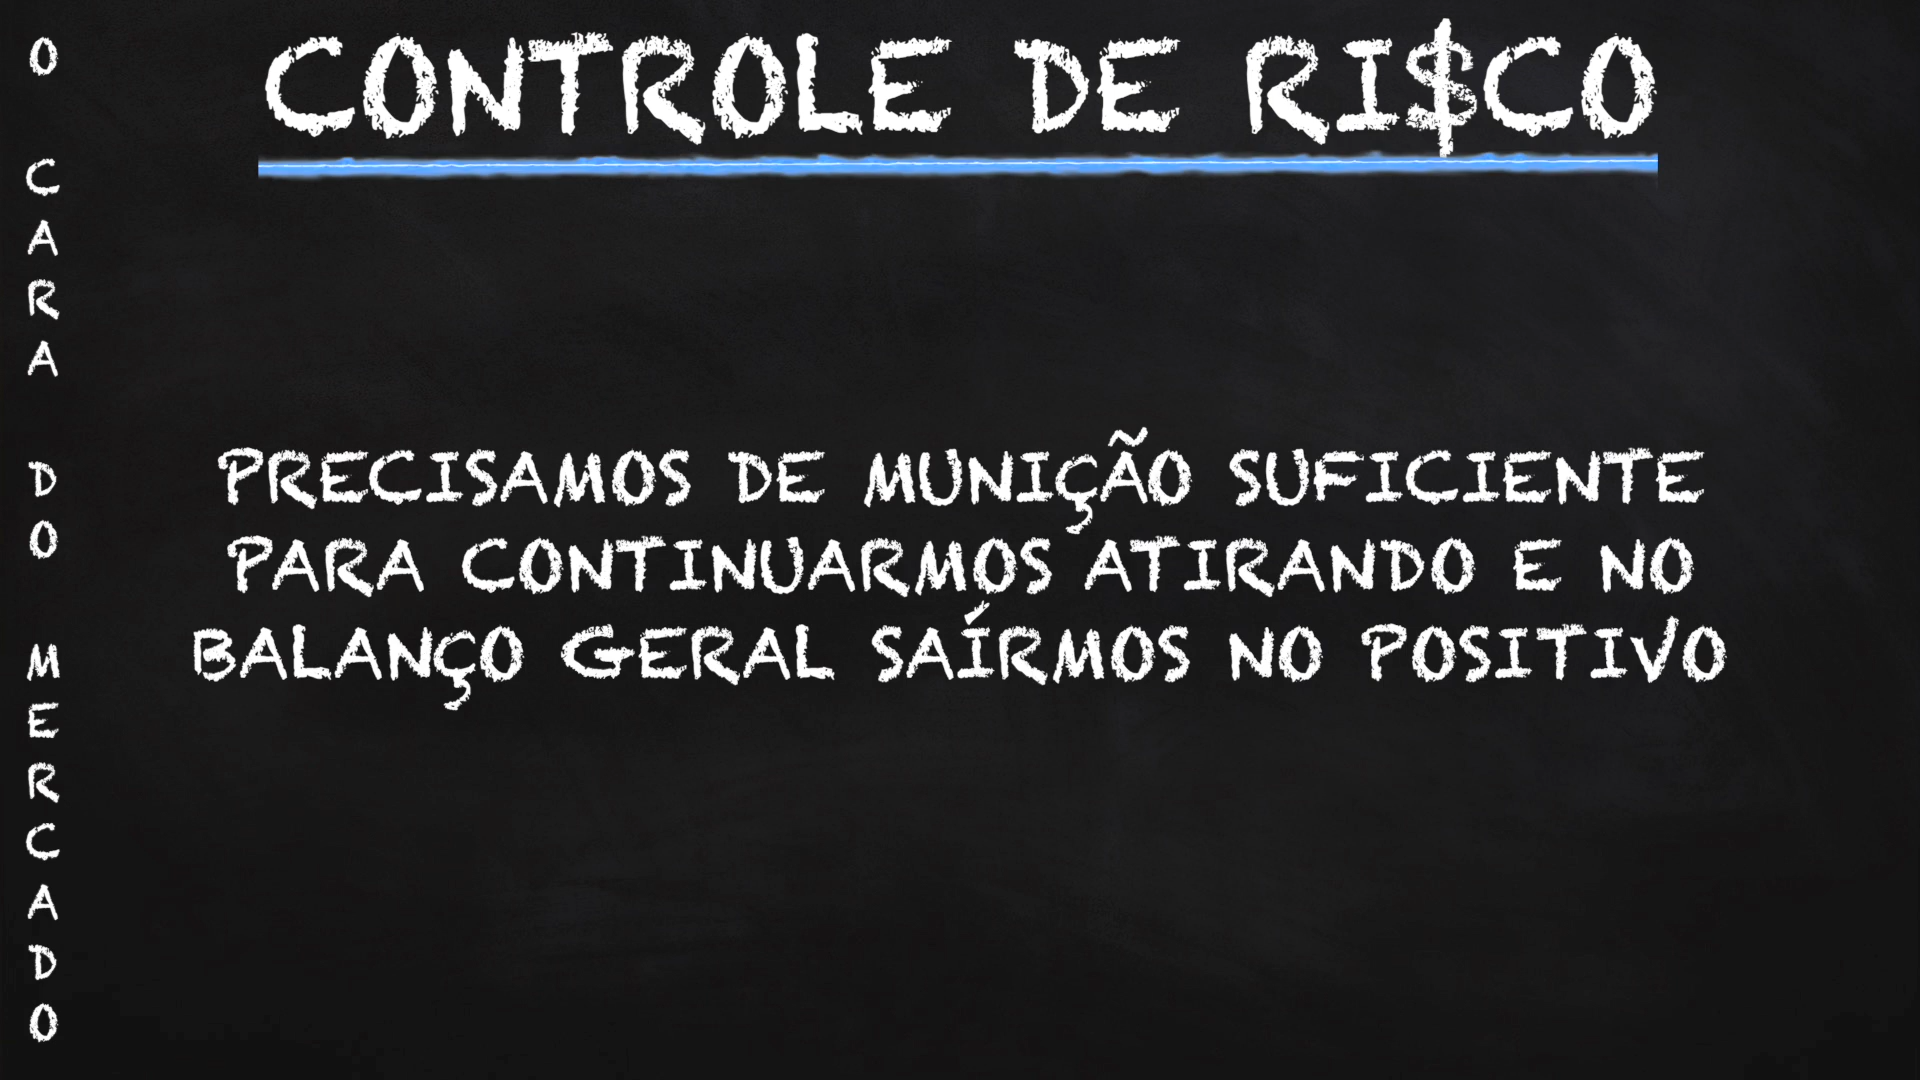 CONTROLE DE RI$CO
PRECISAMOS DE MUNIÇÃO SUFICIENTE
PARA CONTINUARMOS ATIRANDO E NO
BALANÇO GERAL SAÍRMOS NO POSITIVO
O CARA DO MERCADO